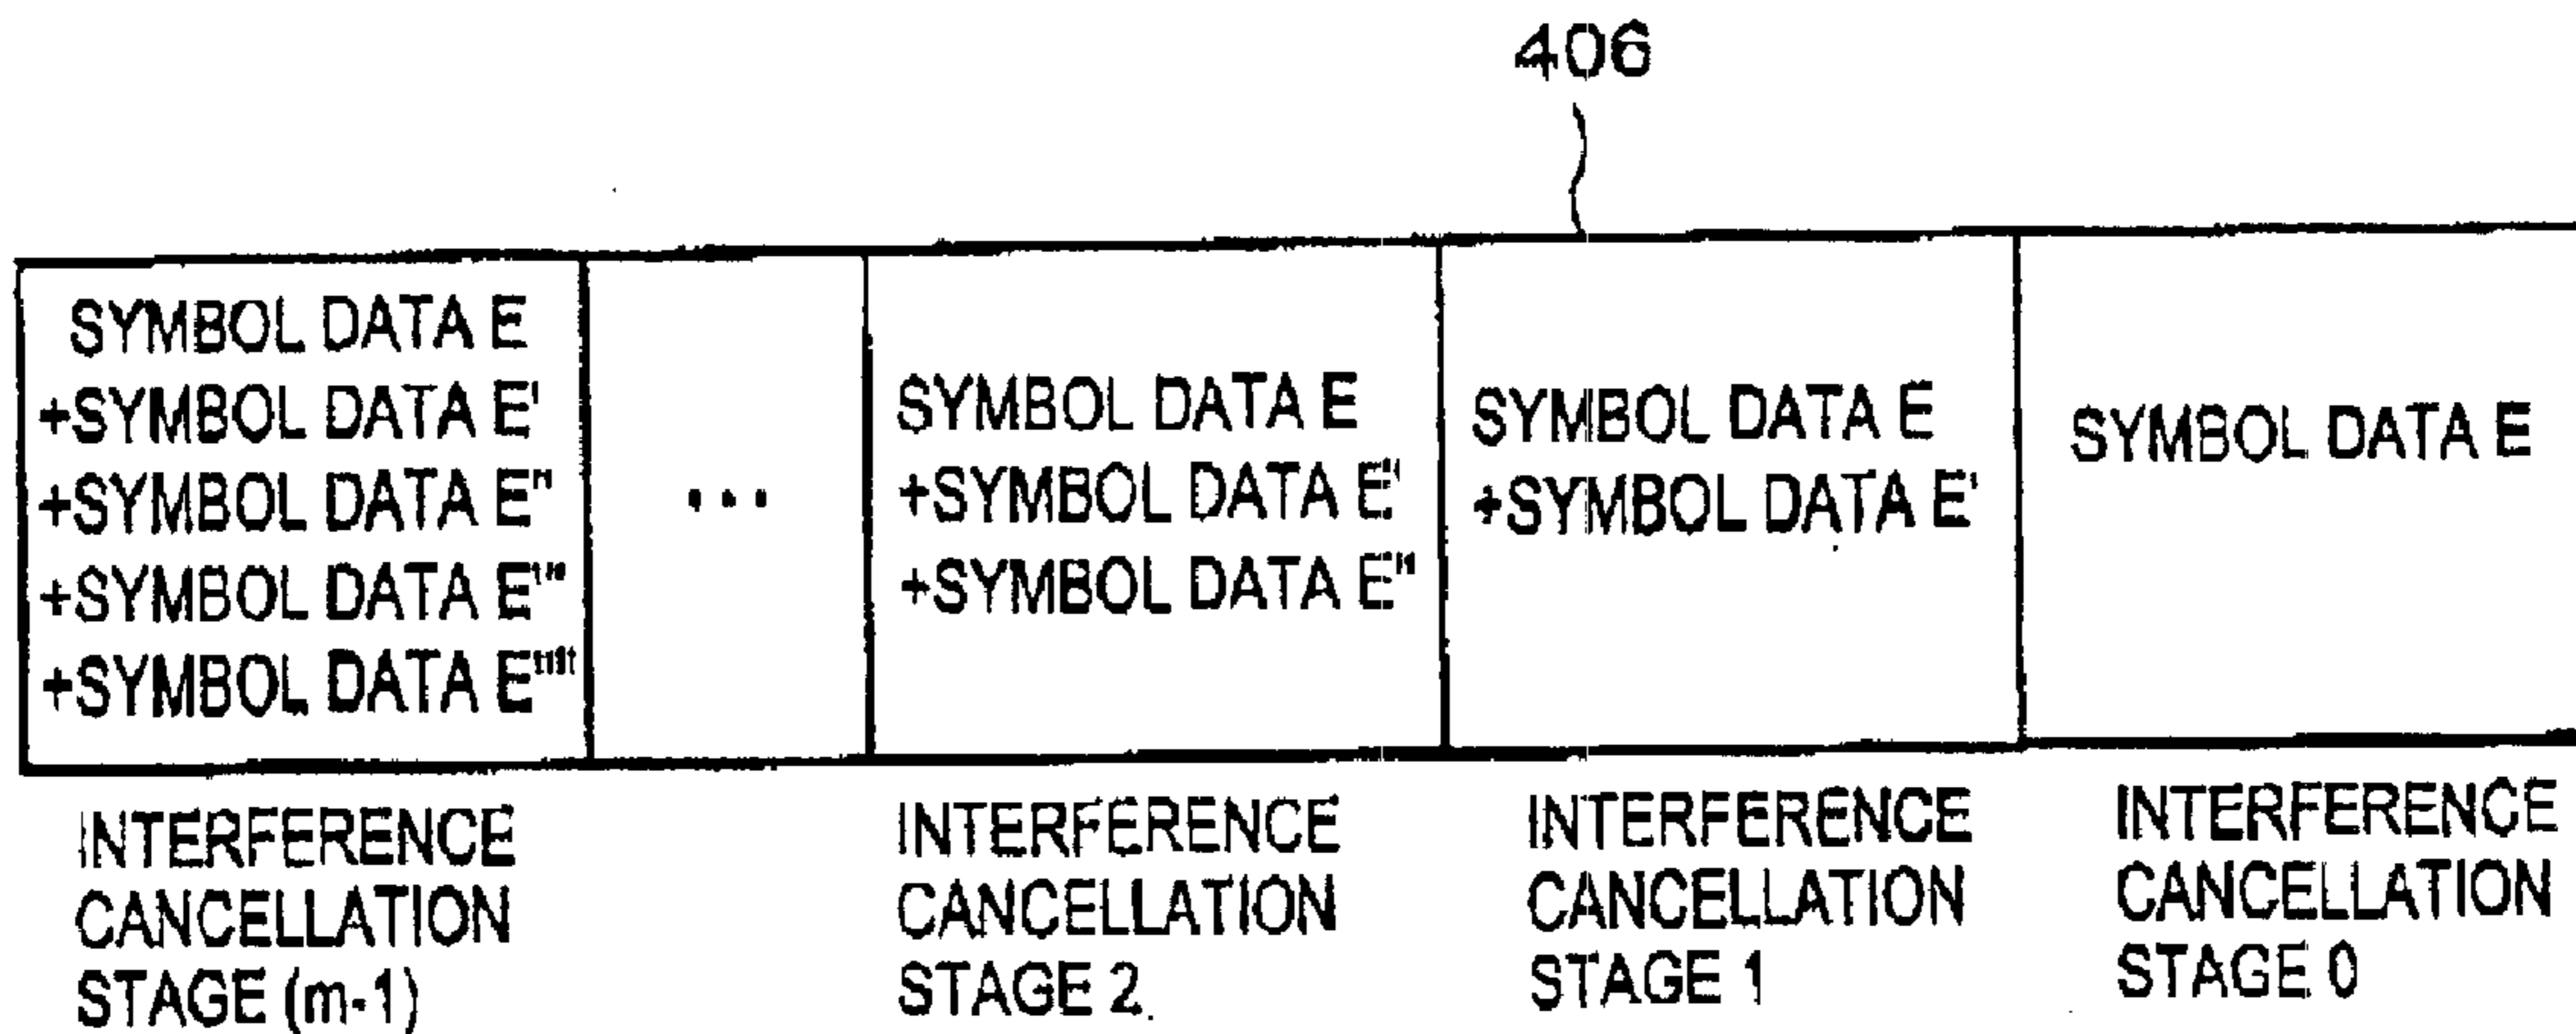 406
SYMBOL DATA E
+SYMBOL DATA E'
+SYMBOL DATA E"
+SYMBOL DATA E'"
+SYMBOL DATA E""
...
SYMBOL DATA E
+SYMBOL DATA E'
+SYMBOL DATA E"
SYMBOL DATA E
+SYMBOL DATA E'
SYMBOL DATA E
INTERFERENCE
CANCELLATION
STAGE (m-1)
INTERFERENCE
CANCELLATION
STAGE 2
INTERFERENCE
CANCELLATION
STAGE 1
INTERFERENCE
CANCELLATION
STAGE 0